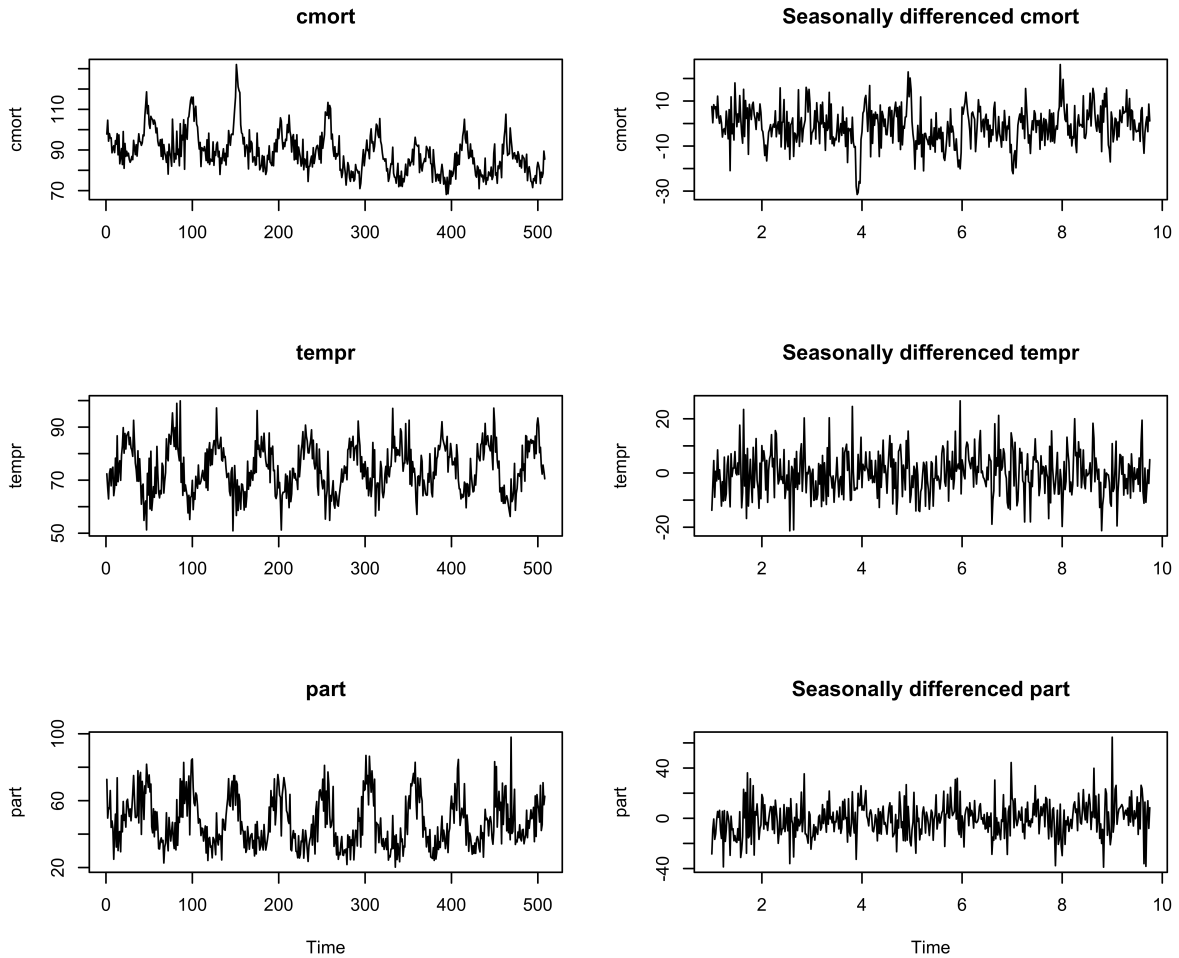 cmort
cmort
70 90 110
0 100 200 300 400 500
Seasonally differenced cmort
cmort
-30 -10 10
2 4 6 8 10
tempr
tempr
50 70 90
0 100 200 300 400 500
Seasonally differenced tempr
tempr
-20 0 20
2 4 6 8 10
part
part
20 60 100
0 100 200 300 400 500
Time
Seasonally differenced part
part
-40 0 40
2 4 6 8 10
Time